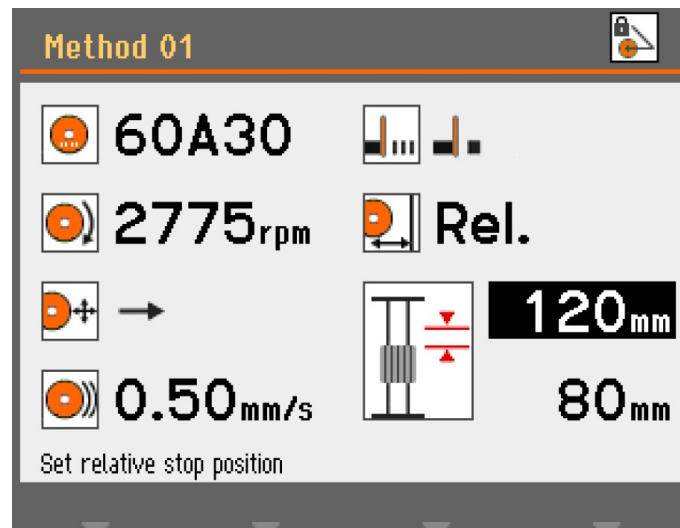 Method 01
60A30
2775rpm
Rel.
120mm
0.50mm/s
80mm
Set relative stop position